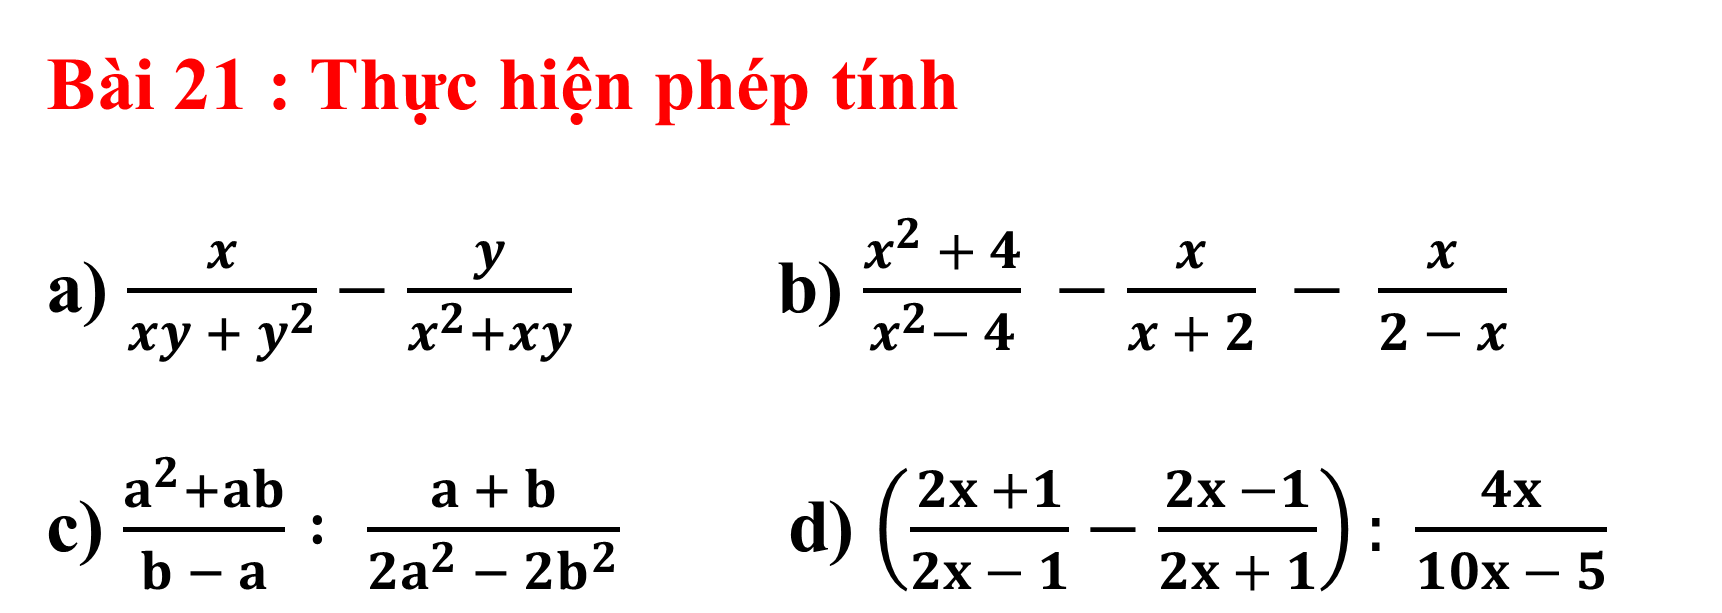 Bài 21 : Thực hiện phép tính
a) x/(xy + y²) − y/(x²+xy) b) (x² + 4)/(x² − 4) − x/(x + 2) − x/(2 − x)
c) (a²+ab)/(b − a) : (a + b)/(2a² − 2b²) d) ((2x +1)/(2x − 1) − (2x −1)/(2x + 1)) : 4x/(10x − 5)